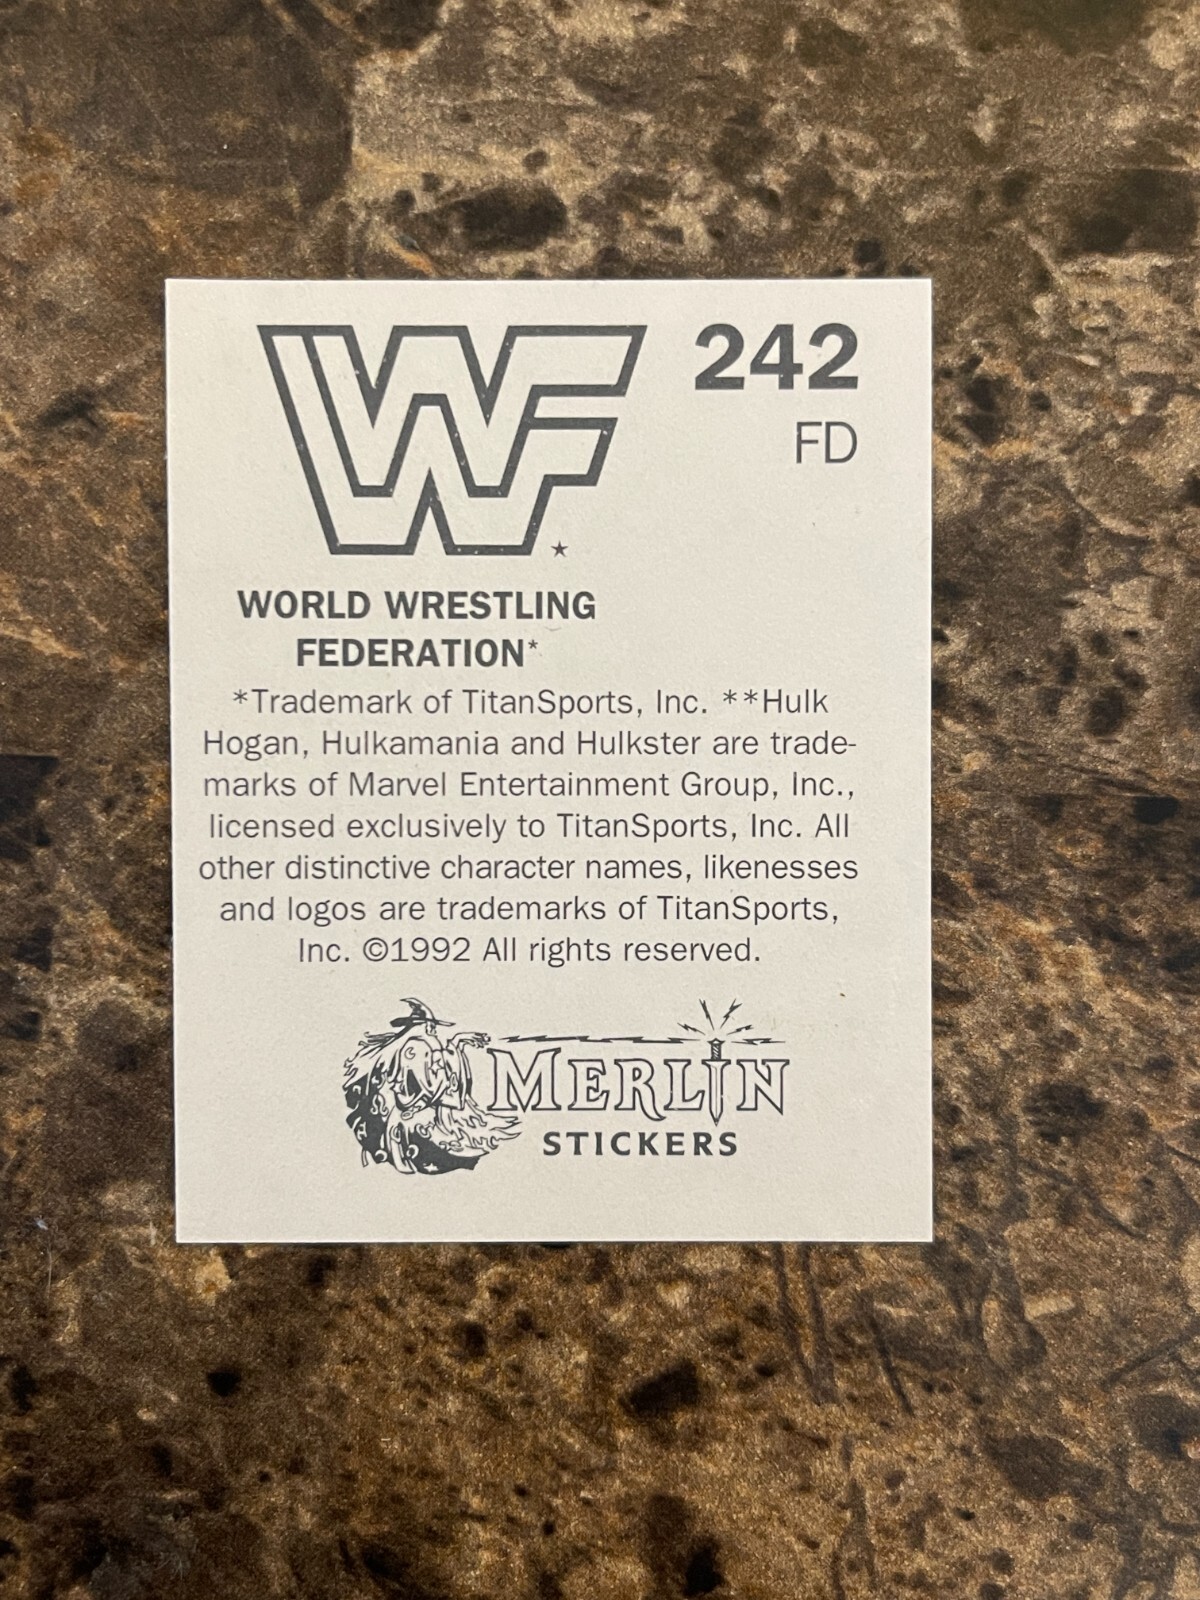 WF 242
FD
WORLD WRESTLING
FEDERATION*
*Trademark of TitanSports, Inc. **Hulk
Hogan, Hulkamania and Hulkster are trade-
marks of Marvel Entertainment Group, Inc.,
licensed exclusively to TitanSports, Inc. All
other distinctive character names, likenesses
and logos are trademarks of TitanSports,
Inc. ©1992 All rights reserved.
MERLIN
STICKERS